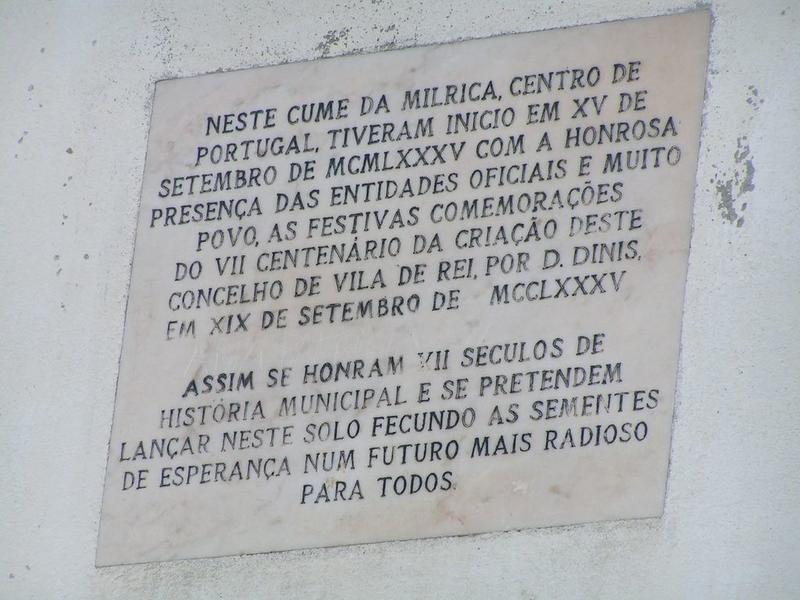 NESTE CUME DA MILRICA, CENTRO DE
PORTUGAL, TIVERAM INICIO EM XV DE
SETEMBRO DE MCMLXXXV COM A HONROSA
PRESENÇA DAS ENTIDADES OFICIAIS E MUITO
POVO, AS FESTIVAS COMEMORAÇÕES
DO VII CENTENÁRIO DA CRIAÇÃO DESTE
CONCELHO DE VILA DE REI, POR D. DINIS,
EM XIX DE SETEMBRO DE MCCLXXXV
ASSIM SE HONRAM VII SECULOS DE
HISTÓRIA MUNICIPAL E SE PRETENDEM
LANÇAR NESTE SOLO FECUNDO AS SEMENTES
DE ESPERANÇA NUM FUTURO MAIS RADIOSO
PARA TODOS.